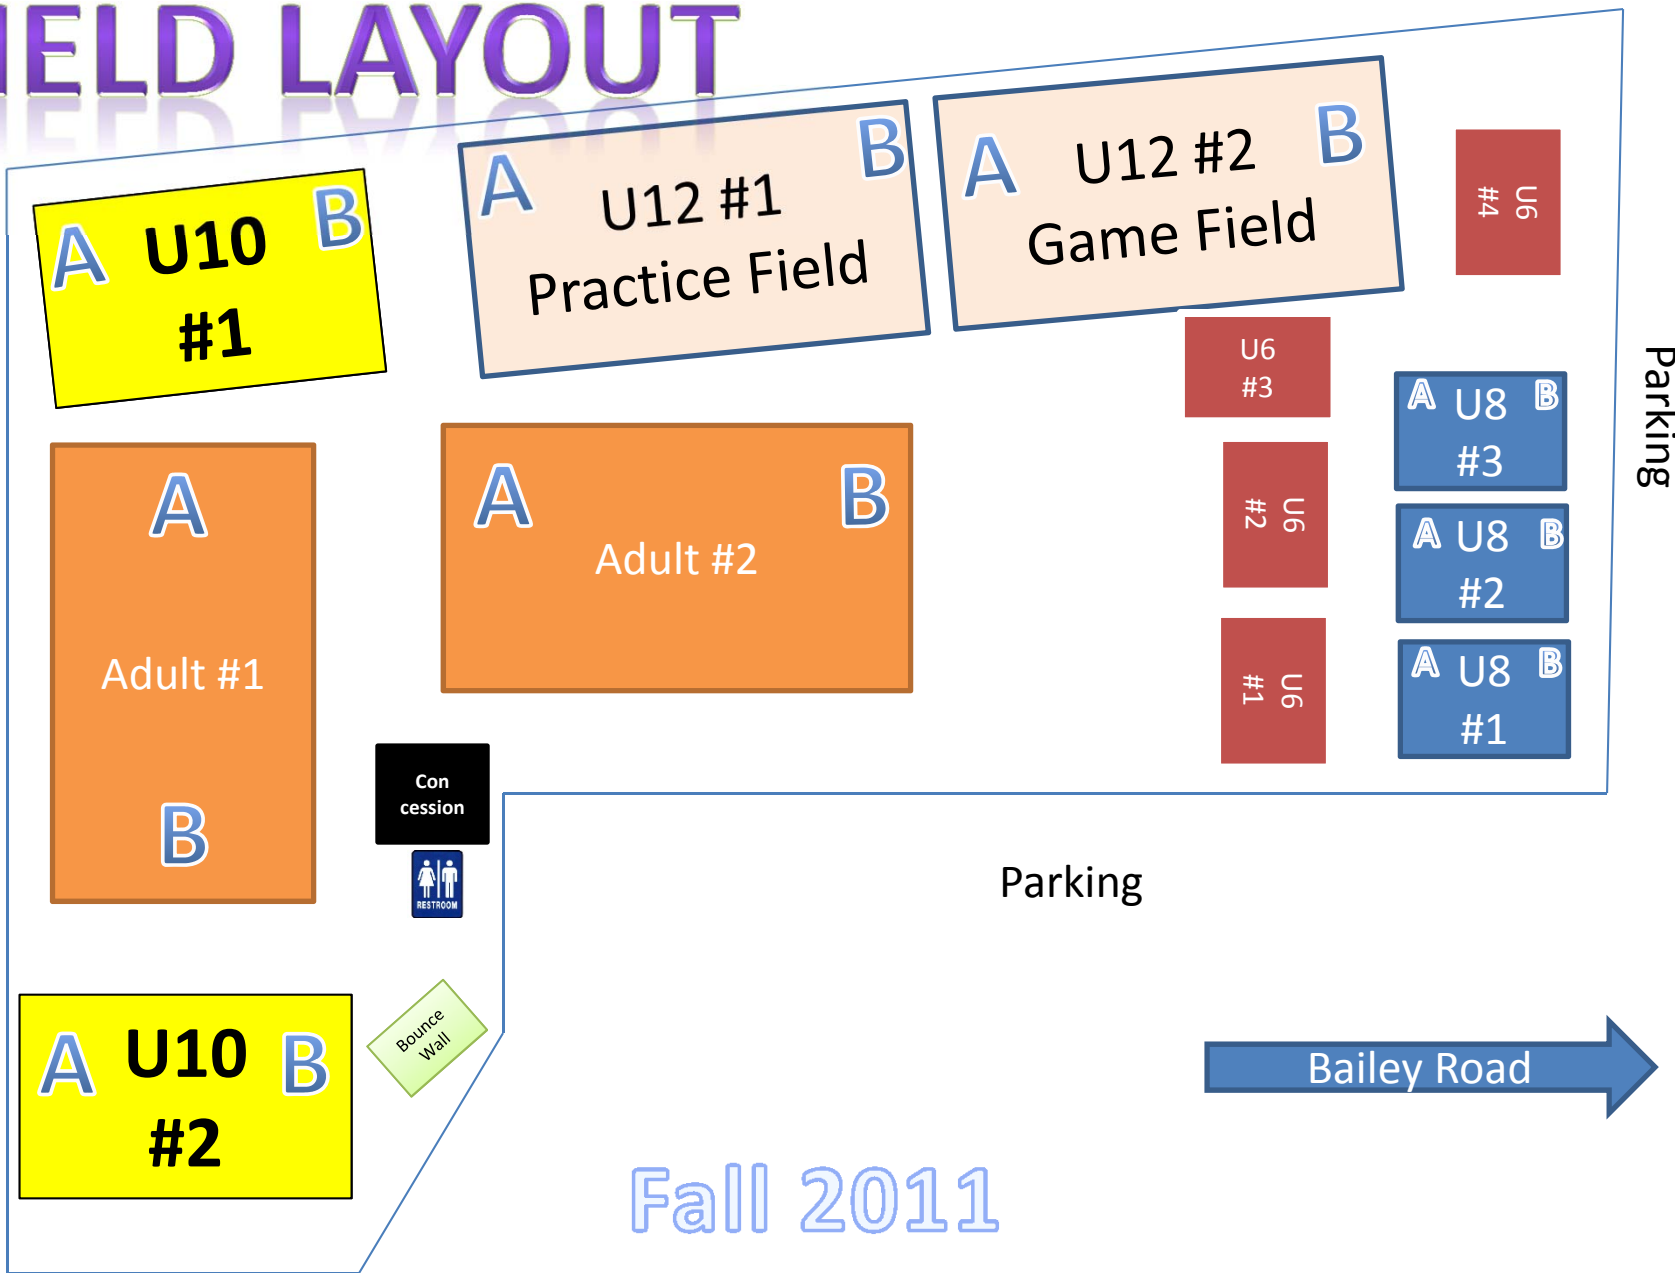 IELD LAYOUT
A U10 B
#1
A B
U12 #1
Practice Field
A U12 #2 B
Game Field
U6
#4
U6
#3
A U8 B
#3
Parking
A
Adult #1
B
A B
Adult #2
U6
#2
A U8 B
#2
U6
#1
A U8 B
#1
Con
cession
RESTROOM
Parking
Bounce
Wall
A U10 B
#2
Bailey Road
Fall 2011